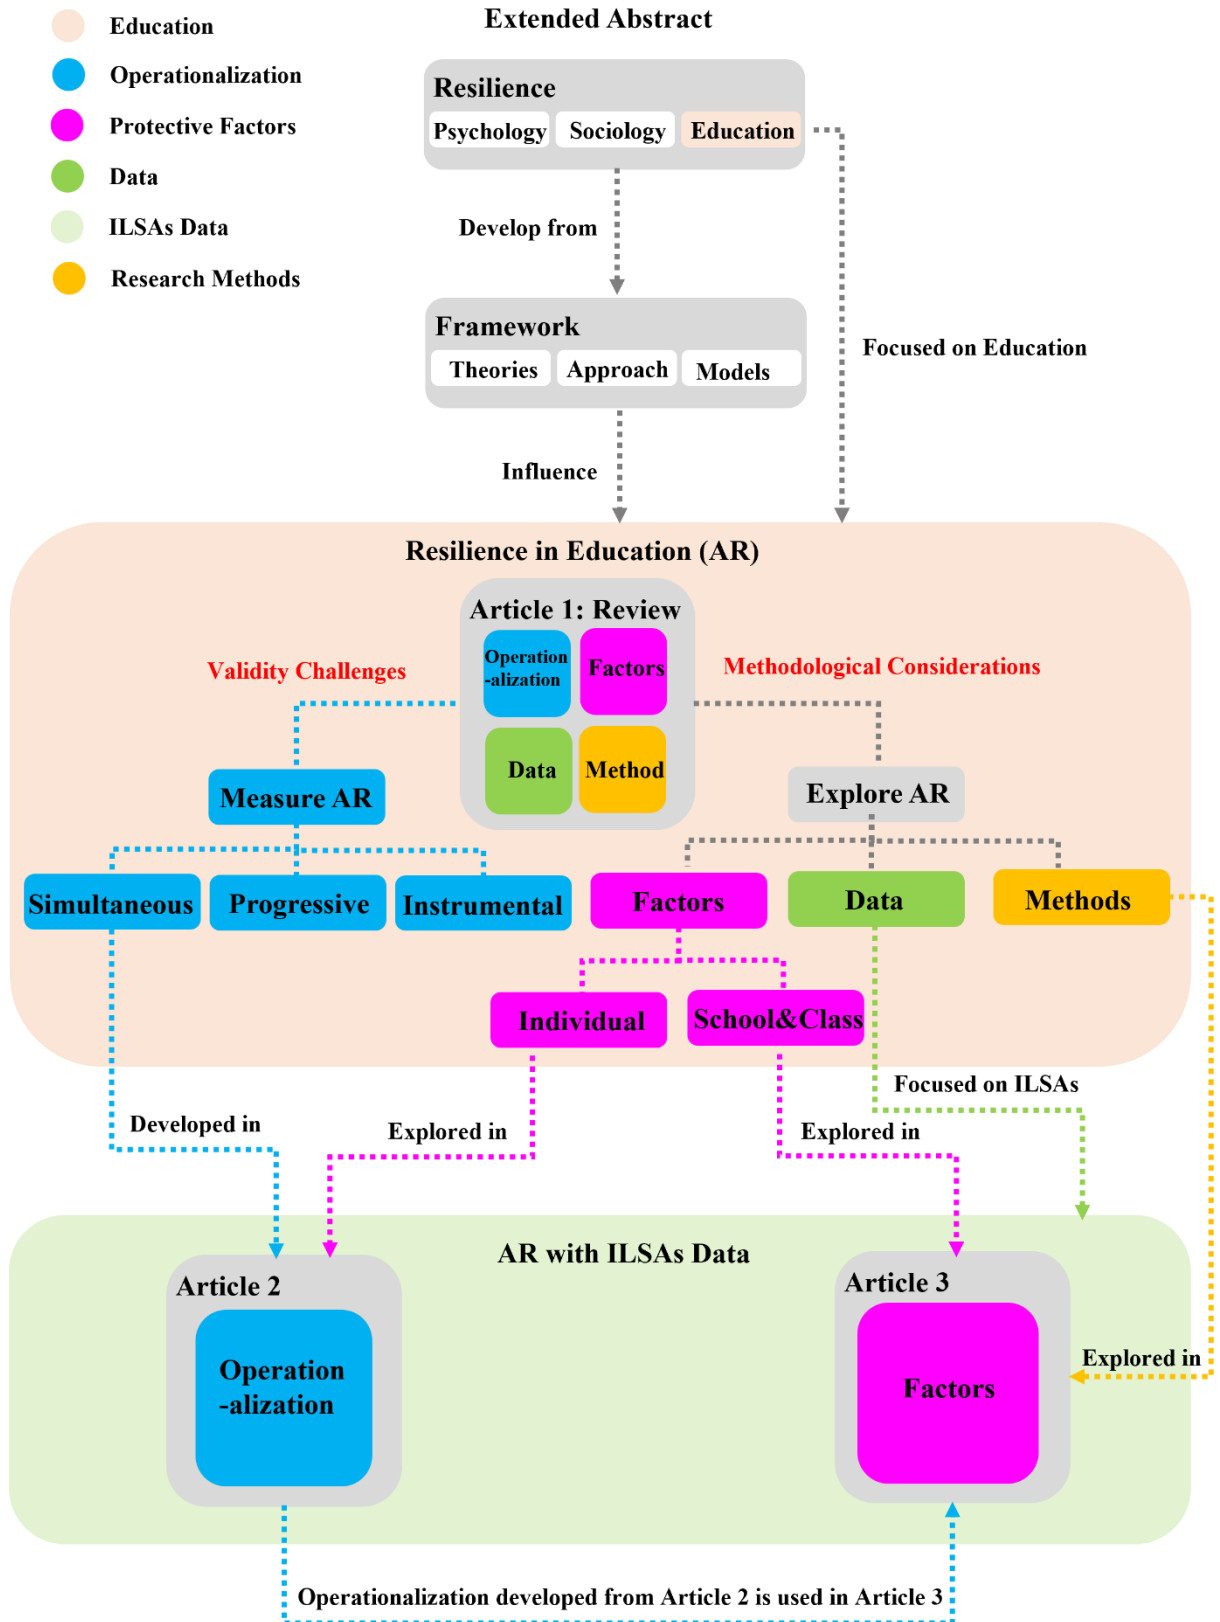 Extended Abstract
Education
Operationalization
Protective Factors
Data
ILSAs Data
Research Methods
Resilience
Psychology
Sociology
Education
Develop from
Framework
Theories
Approach
Models
Focused on Education
Influence
Resilience in Education (AR)
Article 1: Review
Operation
-alization
Factors
Data
Method
Validity Challenges
Methodological Considerations
Measure AR
Explore AR
Simultaneous
Progressive
Instrumental
Factors
Data
Methods
Individual
School&Class
Focused on ILSAs
Developed in
Explored in
Explored in
AR with ILSAs Data
Article 2
Operation
-alization
Article 3
Factors
Explored in
Operationalization developed from Article 2 is used in Article 3